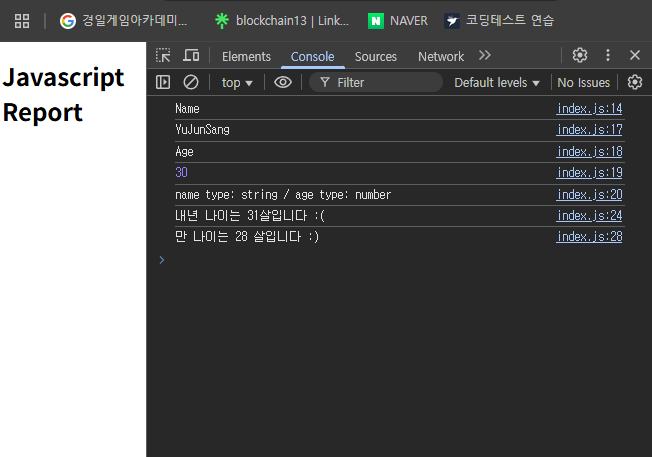 경일게임아카데미... blockchain13 | Link... NAVER 코딩테스트 연습
Javascript
Report
Elements Console Sources Network
top Filter Default levels No Issues
Name index.js:14
YuJunSang index.js:17
Age index.js:18
30 index.js:19
name type: string / age type: number index.js:20
내년 나이는 31살입니다 :( index.js:24
만 나이는 28 살입니다 :) index.js:28